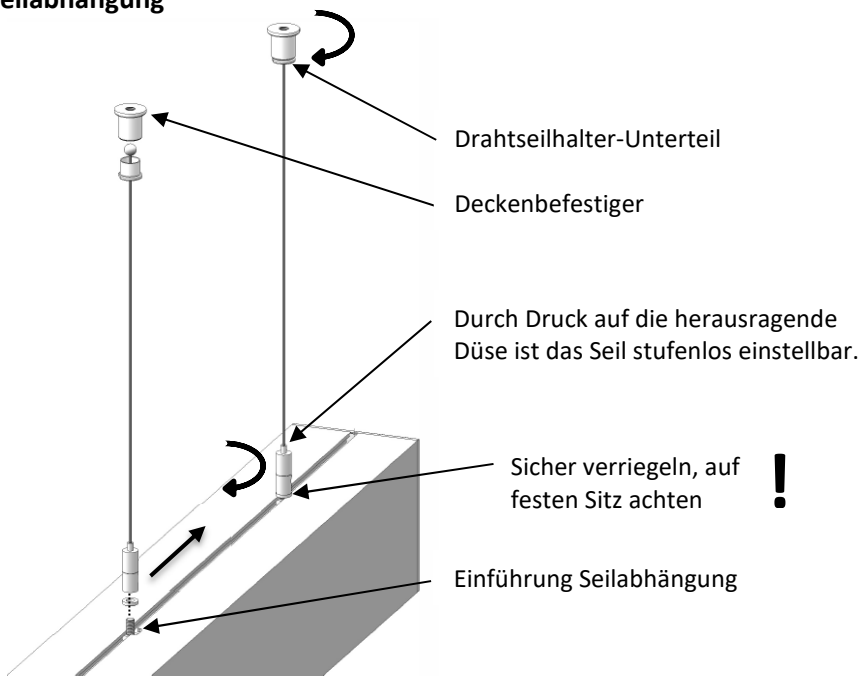 eilabhängung
Drahtseilhalter-Unterteil
Deckenbefestiger
Durch Druck auf die herausragende
Düse ist das Seil stufenlos einstellbar.
Sicher verriegeln, auf
festen Sitz achten
!
Einführung Seilabhängung